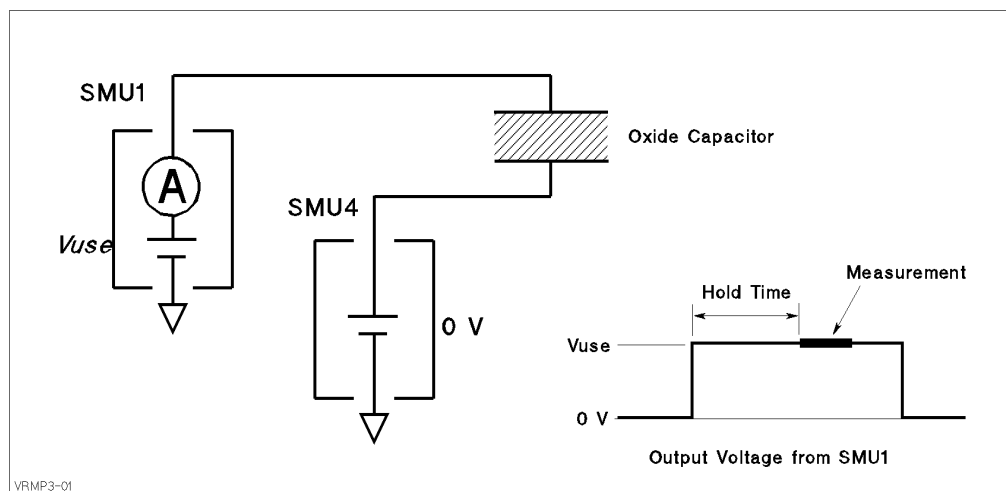 SMU1
A
Vuse
Oxide Capacitor
SMU4
0 V
Measurement
Hold Time
Vuse
0 V
Output Voltage from SMU1
VRMP3-01